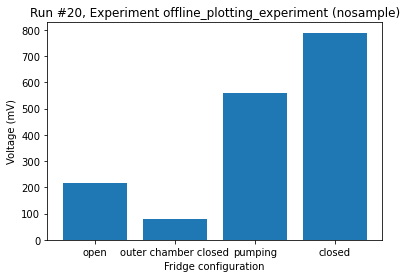 Run #20, Experiment offline_plotting_experiment (nosample)
Voltage (mV)
800
700
600
500
400
300
200
100
0
open
outer chamber closed
pumping
closed
Fridge configuration